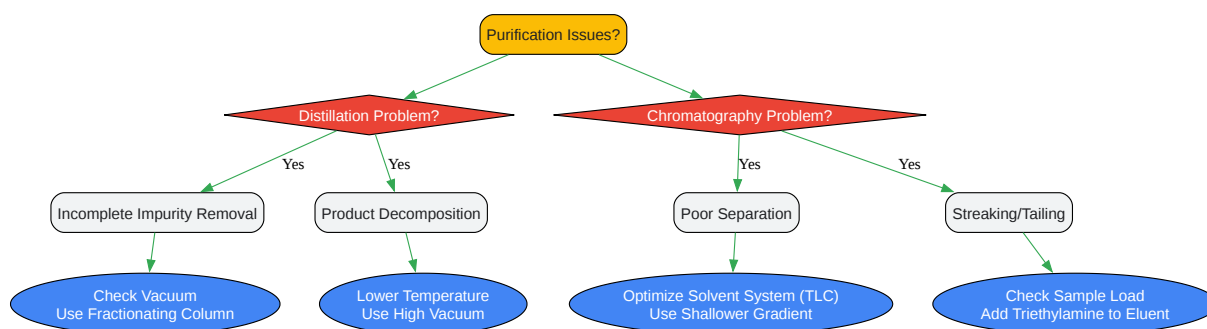 Purification Issues?
Distillation Problem?
Chromatography Problem?
Yes
Yes
Yes
Yes
Incomplete Impurity Removal
Product Decomposition
Poor Separation
Streaking/Tailing
Check Vacuum
Use Fractionating Column
Lower Temperature
Use High Vacuum
Optimize Solvent System (TLC)
Use Shallower Gradient
Check Sample Load
Add Triethylamine to Eluent